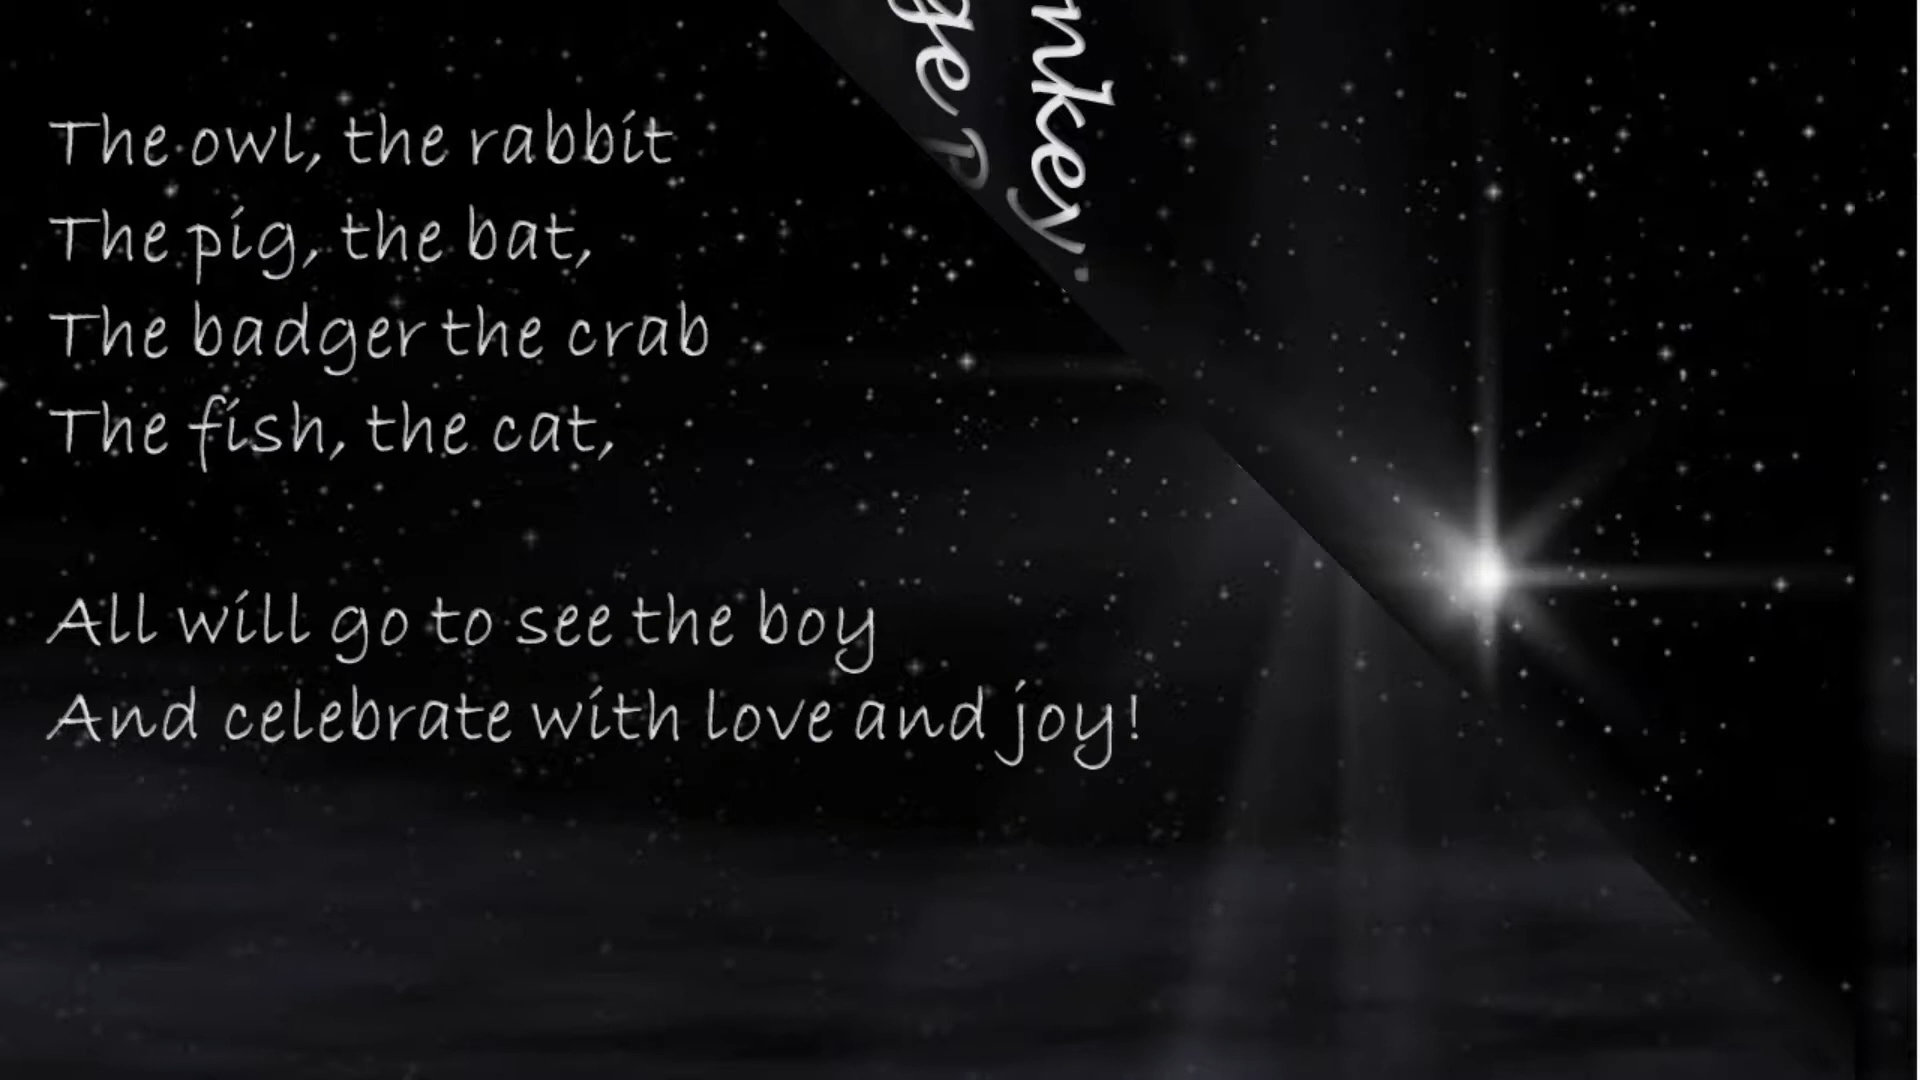 The owl, the rabbit
The pig, the bat,
The badger the crab
The fish, the cat,
All will go to see the boy
And celebrate with love and joy!